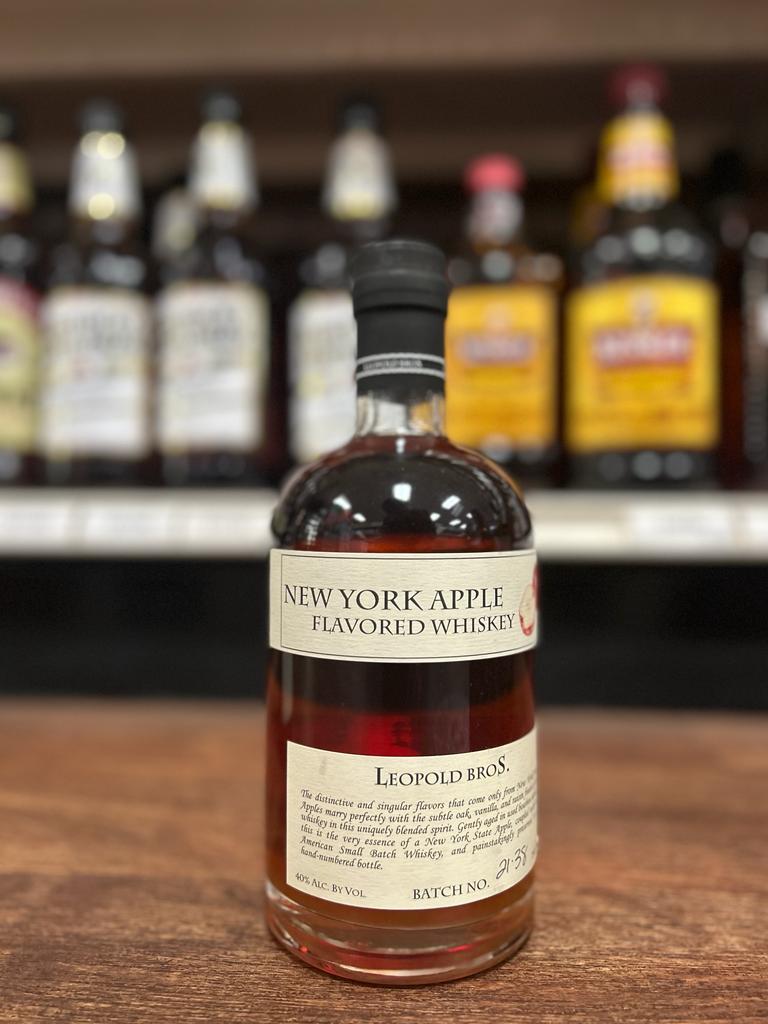 LEOPOLD BROS.
NEW YORK APPLE
FLAVORED WHISKEY
LEOPOLD BROS.
The distinctive and singular flavors that come only from New
Apples marry perfectly with the subtle oak, vanilla, and raisin
whiskey in this uniquely blended spirit. Gently aged in used bourbon
this is the very essence of a New York State Apple, coupled
American Small Batch Whiskey, and painstakingly
hand-numbered bottle.
40% ALC. BY VOL.
BATCH NO. 21-38